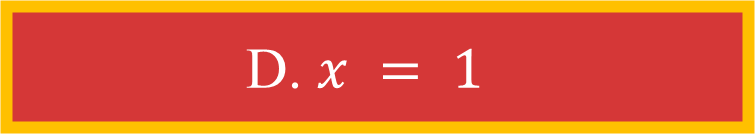 D. x = 1